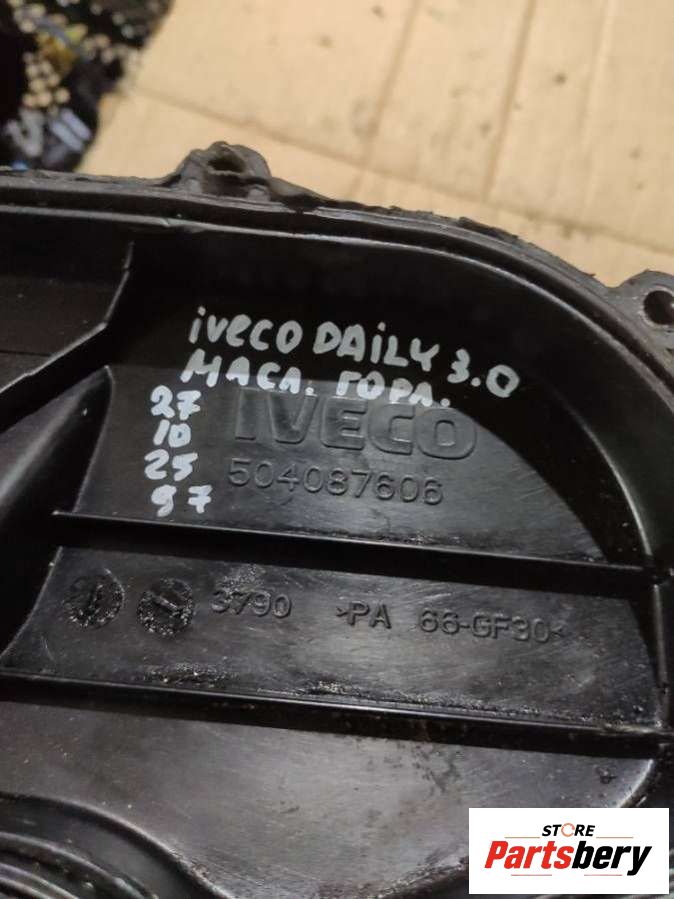 iveco DAiLy 3.0
МАСЛ. ГОРЛ.
27
10
25
97
IVECO
504087606
3790 >PA 66-GF30<
STORE
Partsbery